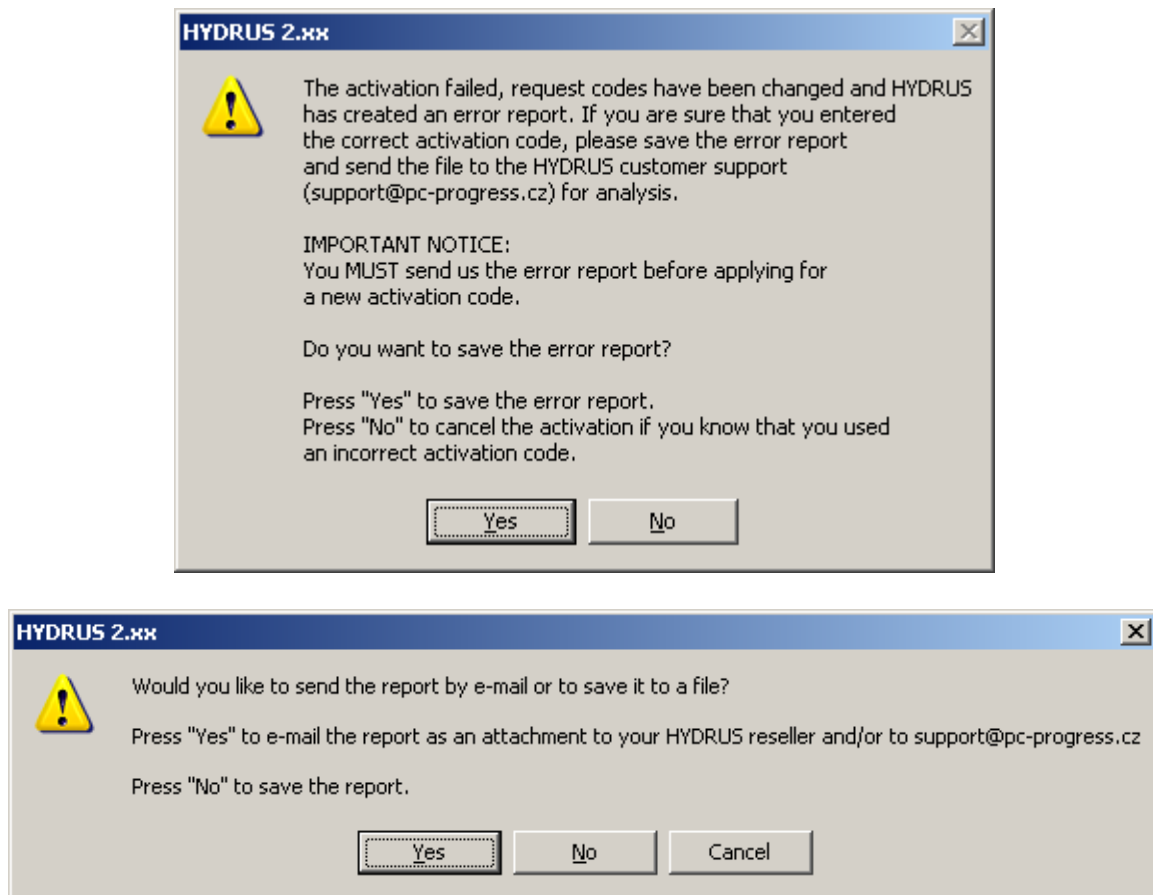 HYDRUS 2.xx
The activation failed, request codes have been changed and HYDRUS
has created an error report. If you are sure that you entered
the correct activation code, please save the error report
and send the file to the HYDRUS customer support
(support@pc-progress.cz) for analysis.
IMPORTANT NOTICE:
You MUST send us the error report before applying for
a new activation code.
Do you want to save the error report?
Press "Yes" to save the error report.
Press "No" to cancel the activation if you know that you used
an incorrect activation code.
Yes No
HYDRUS 2.xx
Would you like to send the report by e-mail or to save it to a file?
Press "Yes" to e-mail the report as an attachment to your HYDRUS reseller and/or to support@pc-progress.cz
Press "No" to save the report.
Yes No Cancel